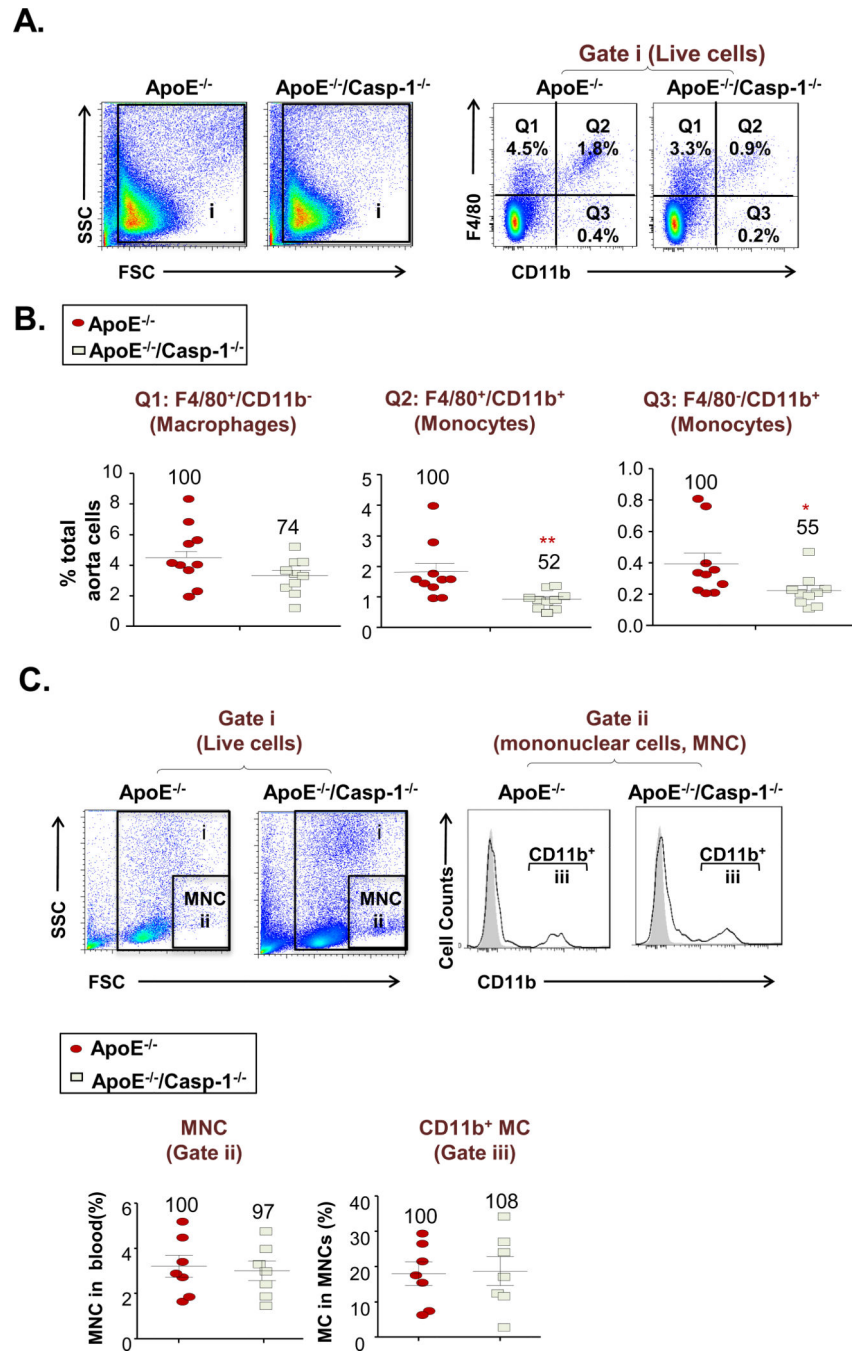 A.
Gate i (Live cells)
ApoE-/-
ApoE-/-/Casp-1-/-
ApoE-/-
ApoE-/-/Casp-1-/-
SSC
i
i
FSC
F4/80
Q1
4.5%
Q2
1.8%
Q3
0.4%
Q1
3.3%
Q2
0.9%
Q3
0.2%
CD11b
B.
ApoE-/-
ApoE-/-/Casp-1-/-
Q1: F4/80+/CD11b-
(Macrophages)
Q2: F4/80+/CD11b+
(Monocytes)
Q3: F4/80-/CD11b+
(Monocytes)
% total
aorta cells
10
8
6
4
2
0
100
74
5
4
3
2
1
0
100
**
52
1.0
0.8
0.6
0.4
0.2
0.0
100
*
55
C.
Gate i
(Live cells)
Gate ii
(mononuclear cells, MNC)
ApoE-/-
ApoE-/-/Casp-1-/-
ApoE-/-
ApoE-/-/Casp-1-/-
SSC
i
MNC
ii
i
MNC
ii
FSC
Cell Counts
0
CD11b+
iii
CD11b+
iii
CD11b
ApoE-/-
ApoE-/-/Casp-1-/-
MNC
(Gate ii)
CD11b+ MC
(Gate iii)
MNC in blood(%)
6
4
2
0
100
97
MC in MNCs (%)
40
30
20
10
0
100
108